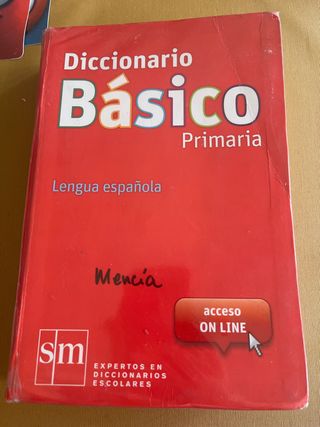 Diccionario
Básico
Primaria
Lengua española
Mencía
acceso
ON LINE
sm
EXPERTOS EN
DICCIONARIOS
ESCOLARES